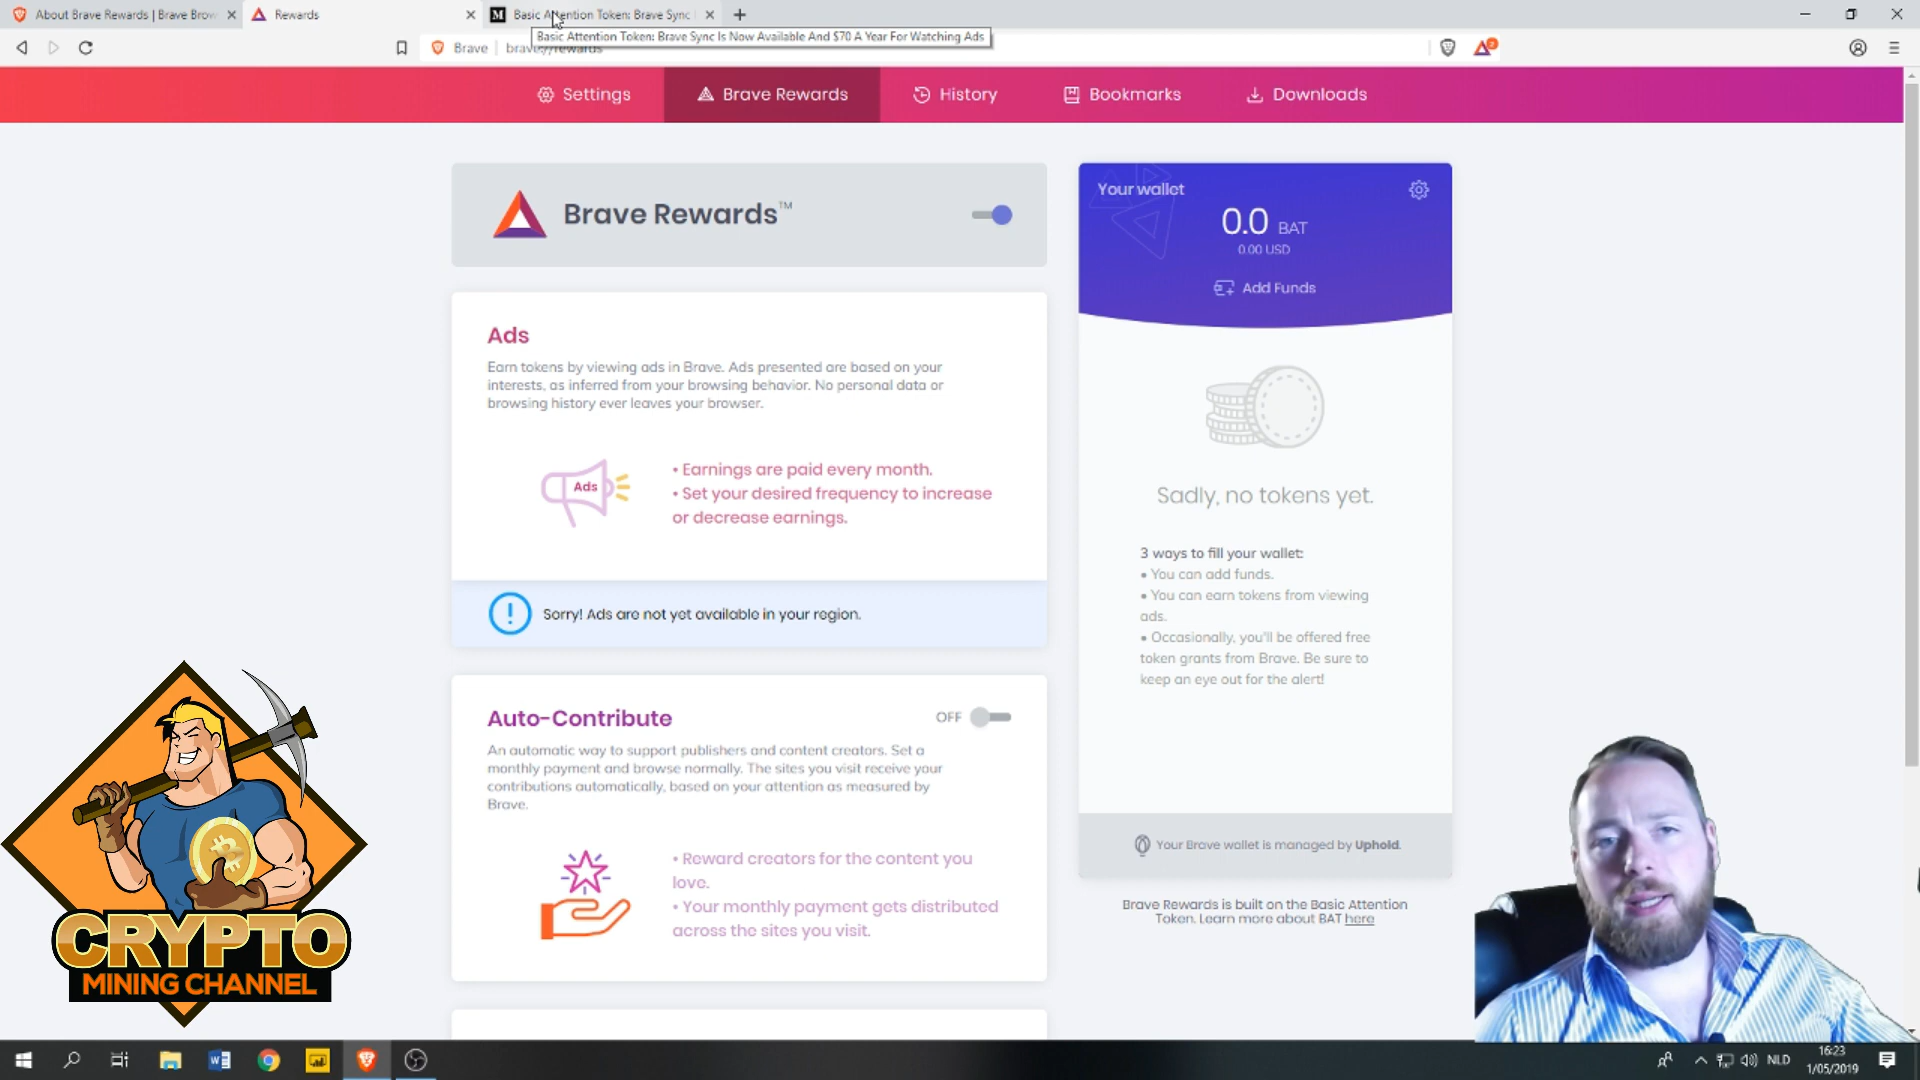 About Brave Rewards | Brave Brow
Rewards
Basic Attention Token: Brave Sync
Basic Attention Token: Brave Sync Is Now Available And $70 A Year For Watching Ads
Brave
brave://rewards
Settings
Brave Rewards
History
Bookmarks
Downloads
Brave Rewards™
Your wallet
0.0 BAT
0.00 USD
Add Funds
Ads
Earn tokens by viewing ads in Brave. Ads presented are based on your
interests, as inferred from your browsing behavior. No personal data or
browsing history ever leaves your browser.
Ads
• Earnings are paid every month.
• Set your desired frequency to increase
or decrease earnings.
Sorry! Ads are not yet available in your region.
Sadly, no tokens yet.
3 ways to fill your wallet:
• You can add funds.
• You can earn tokens from viewing
ads.
• Occasionally, you'll be offered free
token grants from Brave. Be sure to
keep an eye out for the alert!
Auto-Contribute
OFF
An automatic way to support publishers and content creators. Set a
monthly payment and browse normally. The sites you visit receive your
contributions automatically, based on your attention as measured by
Brave.
• Reward creators for the content you
love.
• Your monthly payment gets distributed
across the sites you visit.
Your Brave wallet is managed by Uphold.
Brave Rewards is built on the Basic Attention
Token. Learn more about BAT here
CRYPTO
MINING CHANNEL
NLD
16:23
1/05/2019